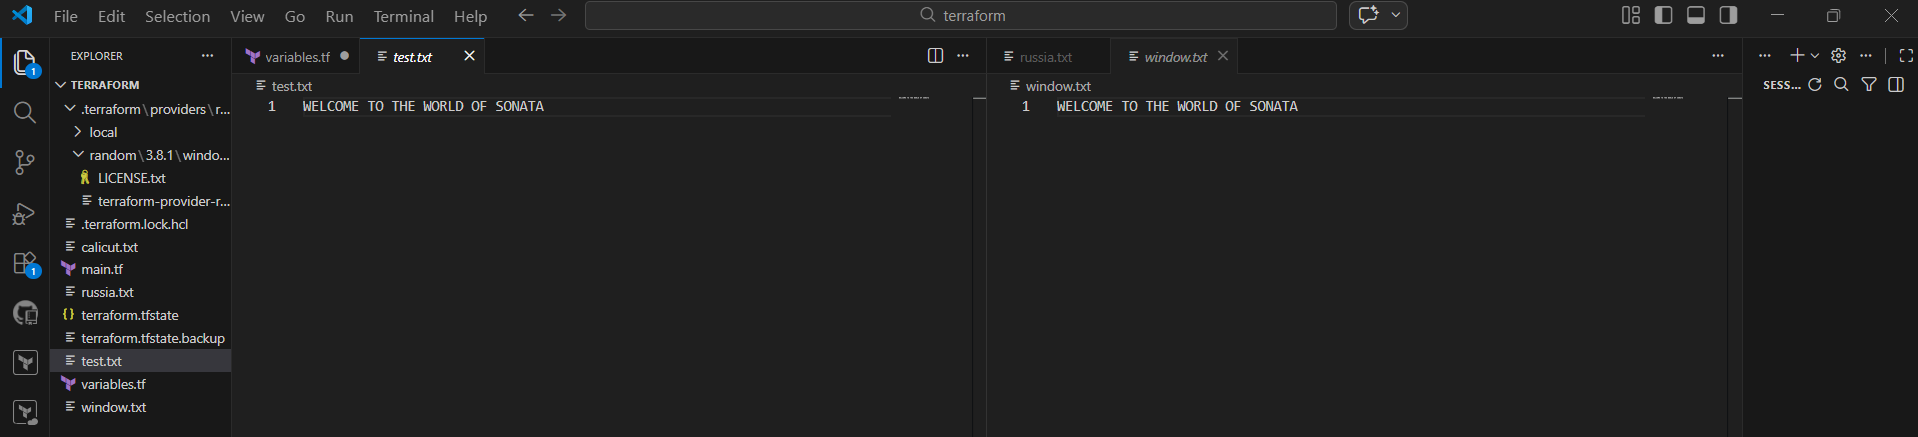 File Edit Selection View Go Run Terminal Help
terraform
EXPLORER
variables.tf
test.txt
russia.txt
window.txt
TERRAFORM
test.txt
window.txt
SESS...
.terraform\providers\r...
1 WELCOME TO THE WORLD OF SONATA
1 WELCOME TO THE WORLD OF SONATA
local
random\3.8.1\windo...
LICENSE.txt
terraform-provider-r...
.terraform.lock.hcl
calicut.txt
main.tf
russia.txt
terraform.tfstate
terraform.tfstate.backup
test.txt
variables.tf
window.txt
1
1